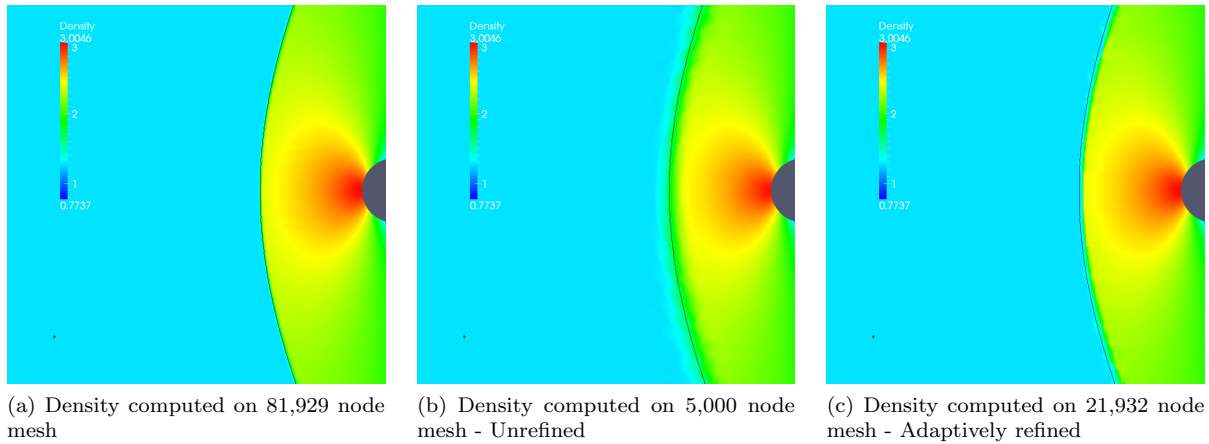 Density
3.0046
3
2
1
0.7737
Density
3.0046
3
2
1
0.7737
Density
3.0046
3
2
1
0.7737
(a) Density computed on 81,929 node
mesh
(b) Density computed on 5,000 node
mesh - Unrefined
(c) Density computed on 21,932 node
mesh - Adaptively refined